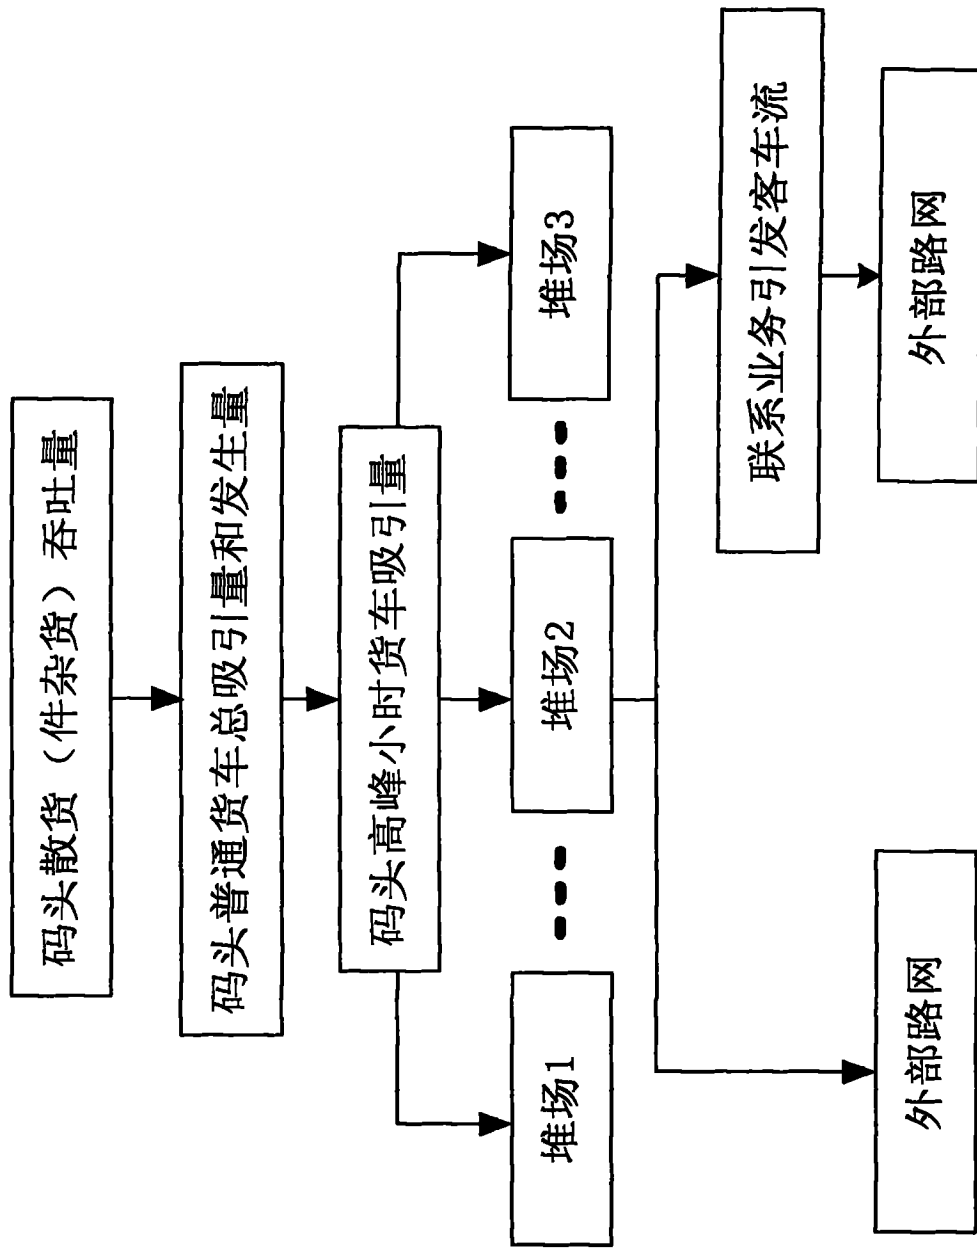 码头散货（件杂货）吞吐量
码头普通货车总吸引量和发生量
码头高峰小时货车吸引量
堆场1
堆场2
堆场3
联系业务引发客车流
外部路网
外部路网